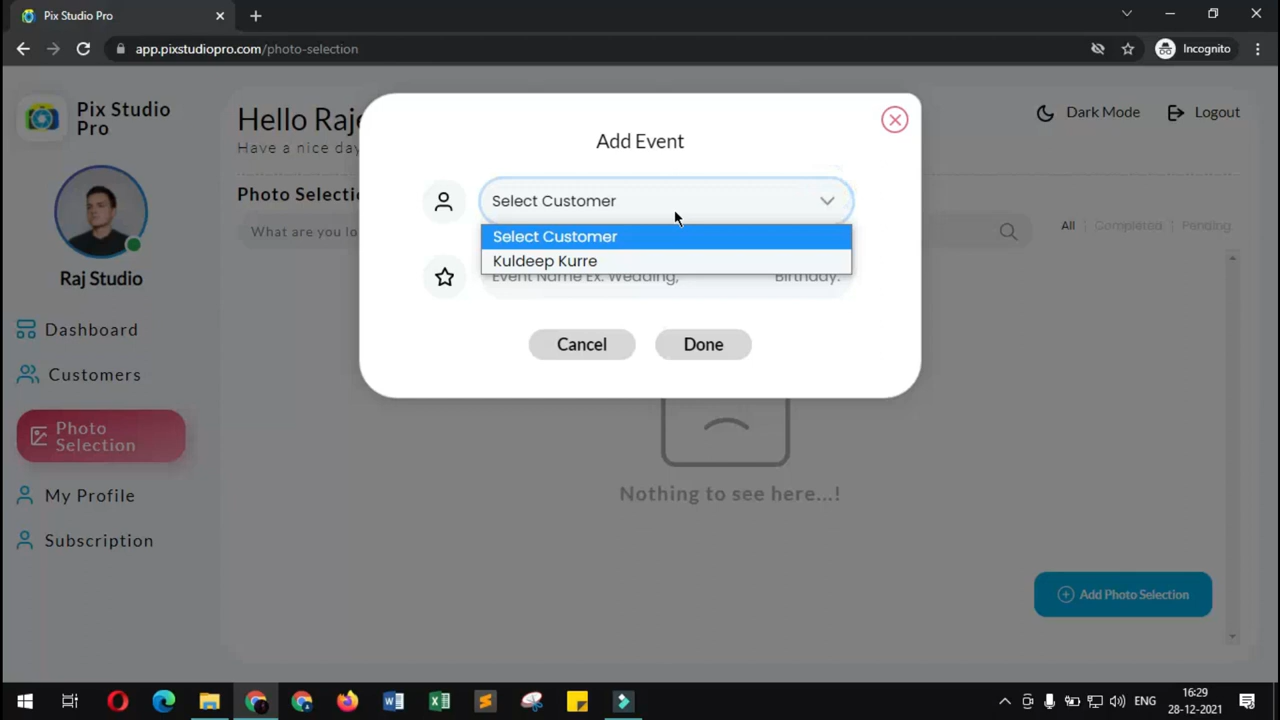 Pix Studio Pro
app.pixstudiopro.com/photo-selection
Incognito
Pix Studio
Pro
Raj Studio
Dashboard
Customers
Photo
Selection
My Profile
Subscription
Hello Raj
Have a nice day
Dark Mode
Logout
Photo Selectio
What are you lo
All
Completed
Pending
Add Event
Select Customer
Select Customer
Kuldeep Kurre
Event Name Ex. Wedding, Birthday.
Cancel
Done
Nothing to see here...!
Add Photo Selection
ENG
16:29
28-12-2021